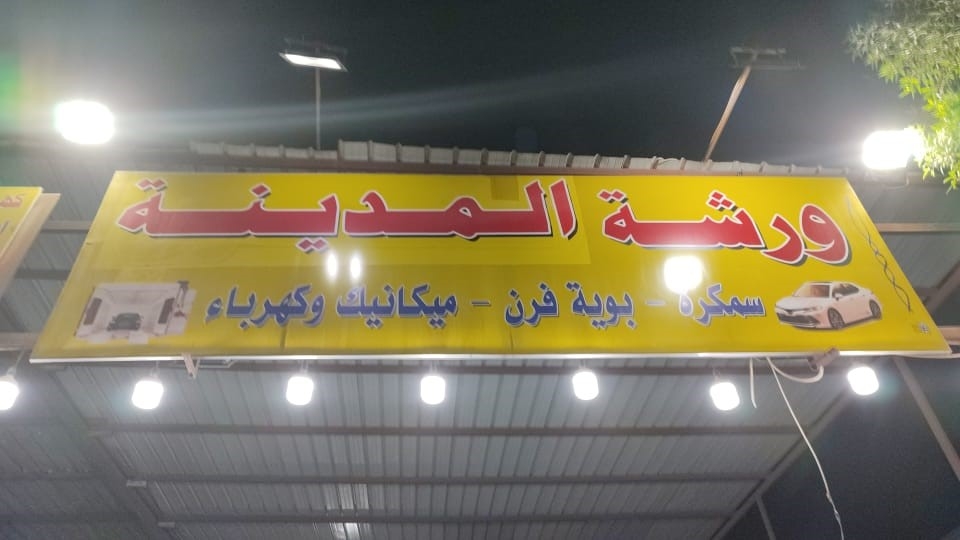 ورشة المدينة
سمكرة - بوية فرن - ميكانيك وكهرباء